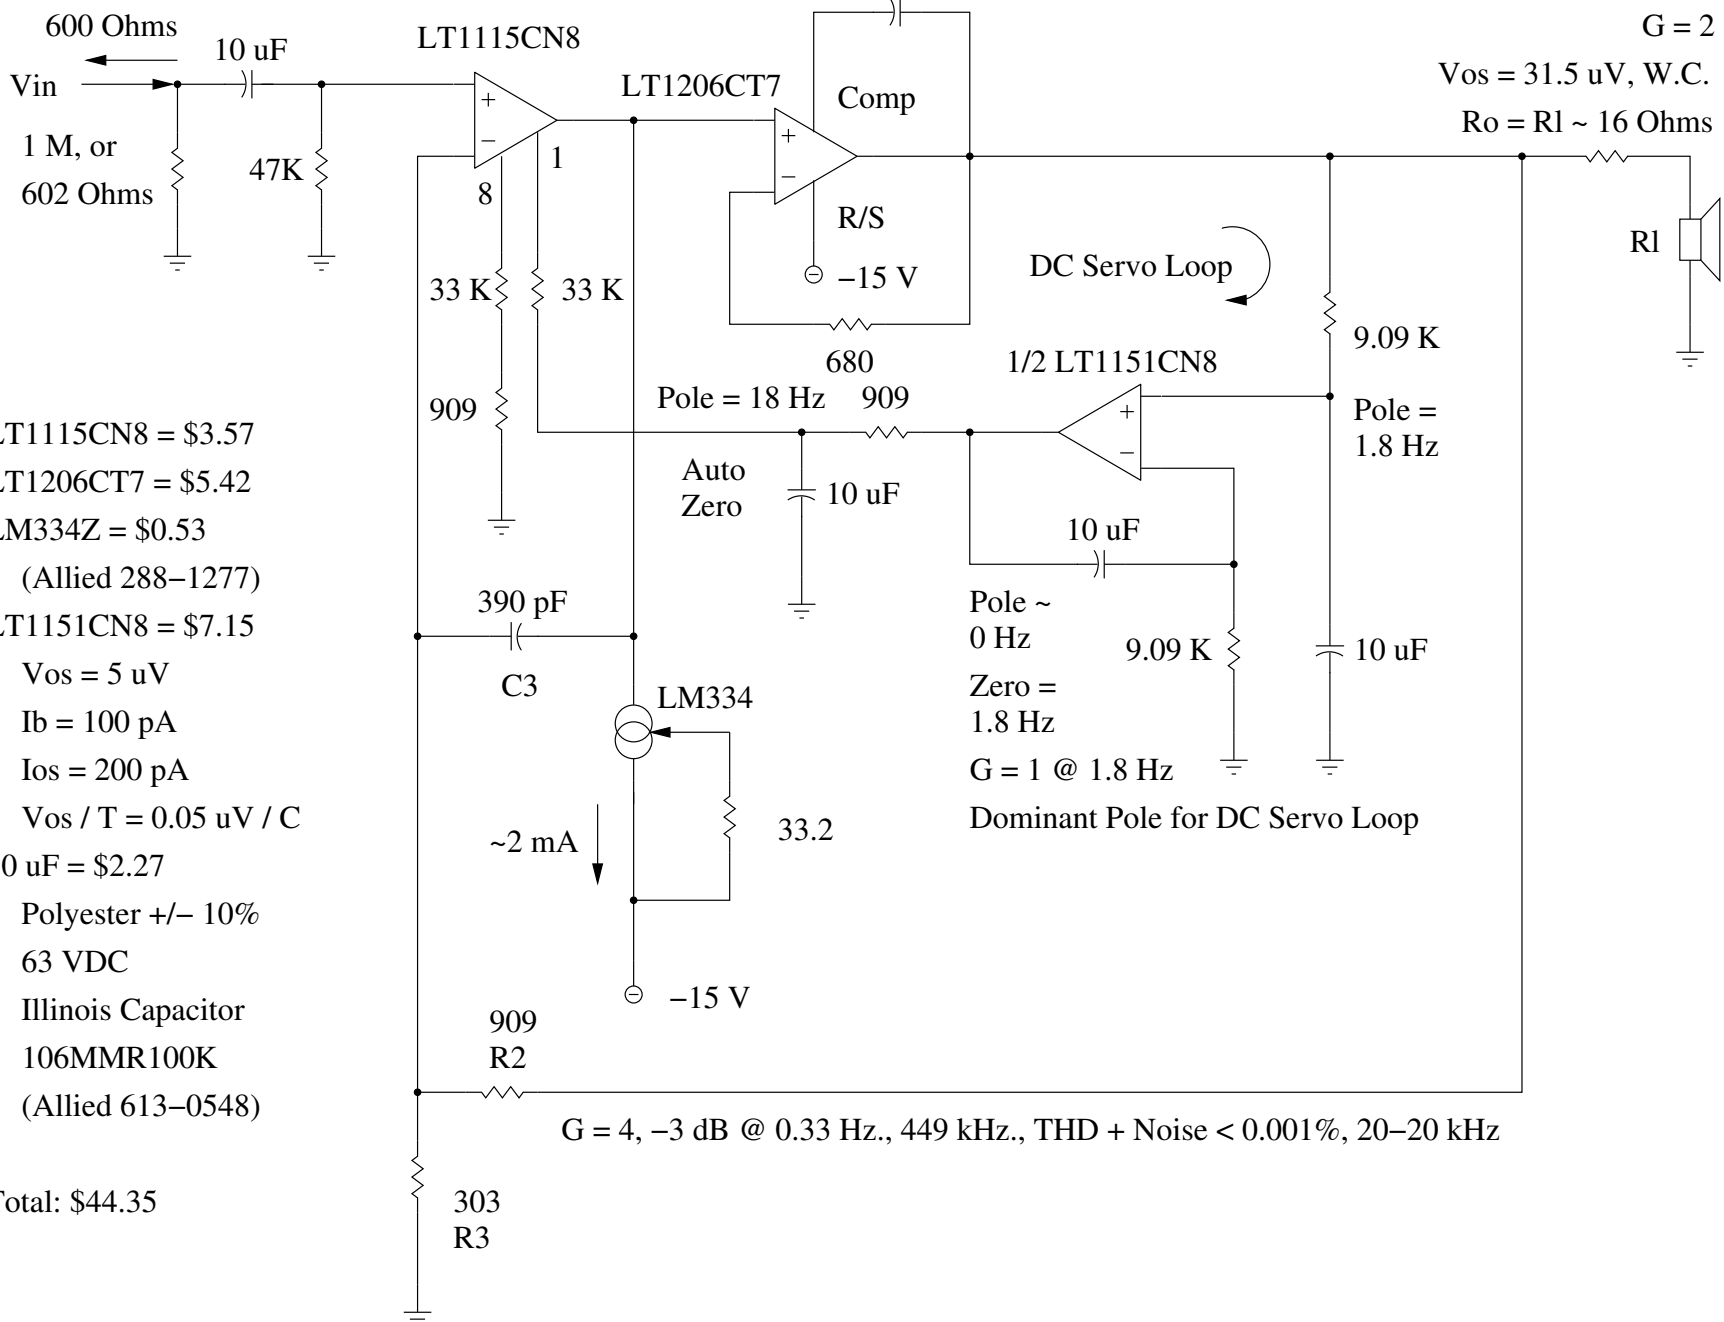 600 Ohms
10 uF
Vin
1 M, or
602 Ohms
47K
LT1115CN8
+
−
1
8
33 K
33 K
909
LT1206CT7
+
−
Comp
R/S
−15 V
680
G = 2
Vos = 31.5 uV, W.C.
Ro = Rl ~ 16 Ohms
Rl
DC Servo Loop
9.09 K
1/2 LT1151CN8
+
−
Pole =
1.8 Hz
Pole = 18 Hz
909
Auto
Zero
10 uF
10 uF
Pole ~
0 Hz
Zero =
1.8 Hz
G = 1 @ 1.8 Hz
Dominant Pole for DC Servo Loop
9.09 K
10 uF
390 pF
C3
LM334
~2 mA
33.2
−15 V
909
R2
G = 4, −3 dB @ 0.33 Hz., 449 kHz., THD + Noise < 0.001%, 20−20 kHz
303
R3
LT1115CN8 = $3.57
LT1206CT7 = $5.42
LM334Z = $0.53
(Allied 288−1277)
LT1151CN8 = $7.15
Vos = 5 uV
Ib = 100 pA
Ios = 200 pA
Vos / T = 0.05 uV / C
0 uF = $2.27
Polyester +/− 10%
63 VDC
Illinois Capacitor
106MMR100K
(Allied 613−0548)
Total: $44.35